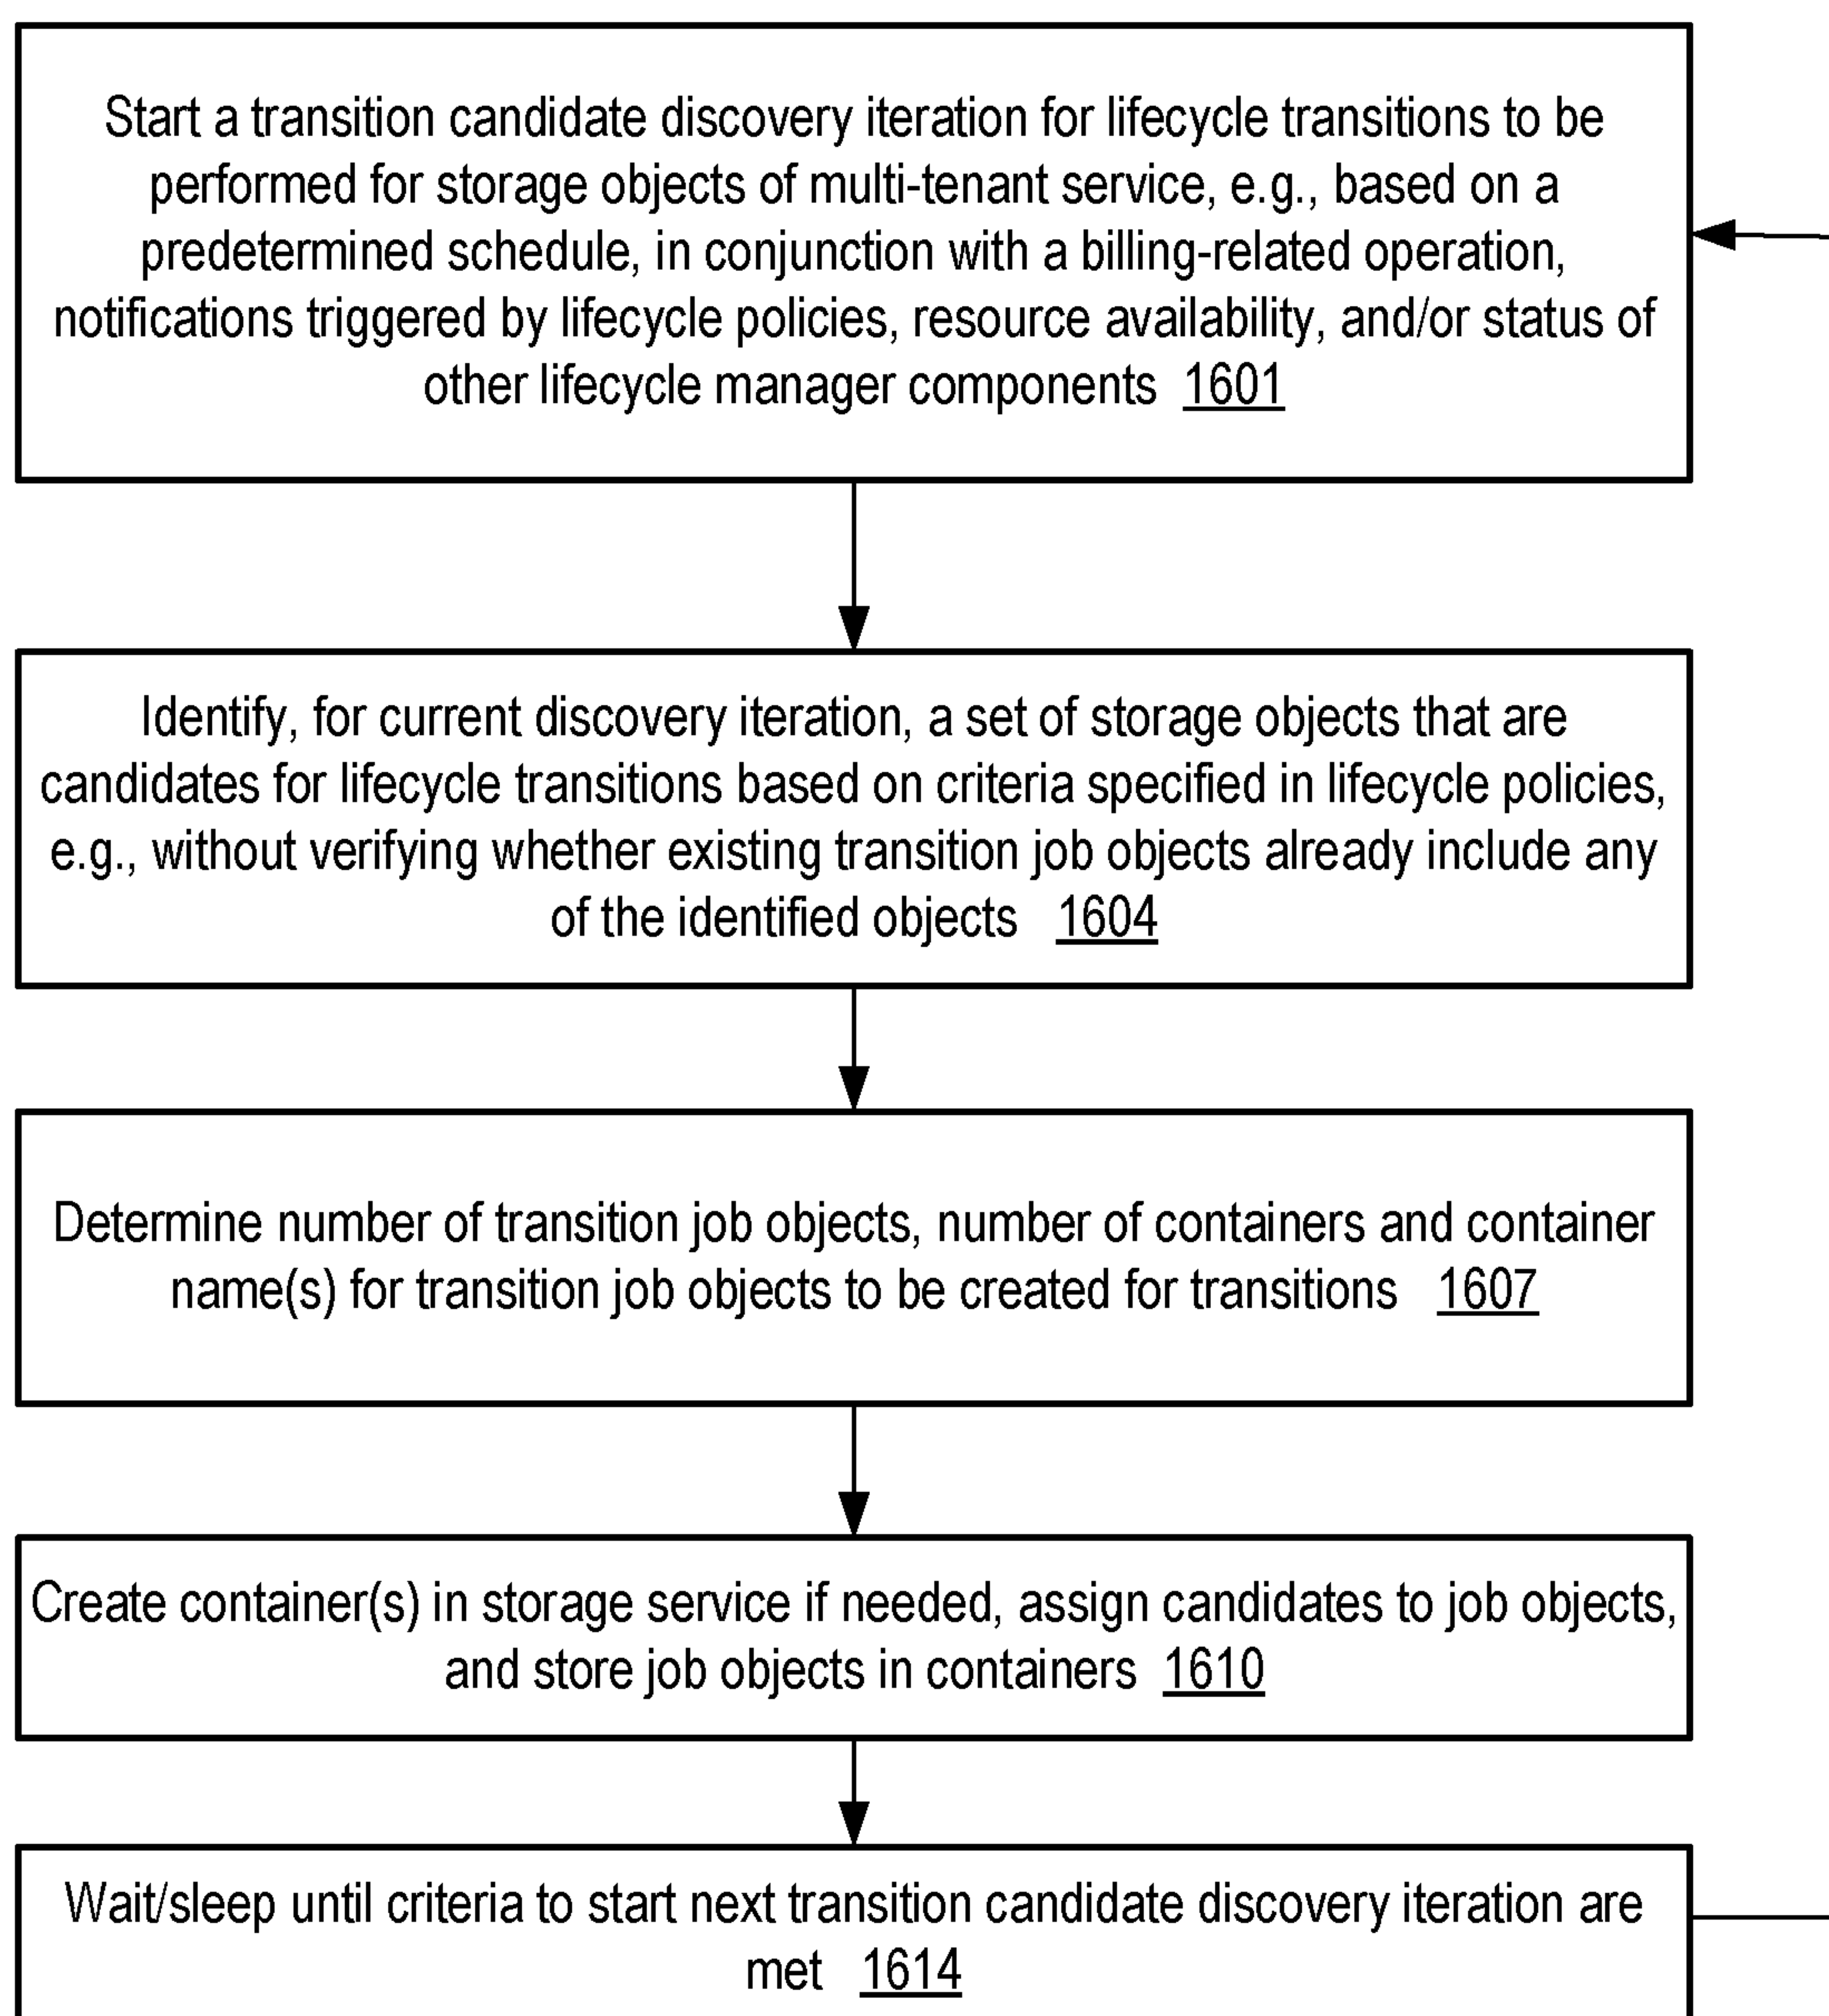 Start a transition candidate discovery iteration for lifecycle transitions to be
performed for storage objects of multi-tenant service, e.g., based on a
predetermined schedule, in conjunction with a billing-related operation,
notifications triggered by lifecycle policies, resource availability, and/or status of
other lifecycle manager components 1601
Identify, for current discovery iteration, a set of storage objects that are
candidates for lifecycle transitions based on criteria specified in lifecycle policies,
e.g., without verifying whether existing transition job objects already include any
of the identified objects 1604
Determine number of transition job objects, number of containers and container
name(s) for transition job objects to be created for transitions 1607
Create container(s) in storage service if needed, assign candidates to job objects,
and store job objects in containers 1610
Wait/sleep until criteria to start next transition candidate discovery iteration are
met 1614